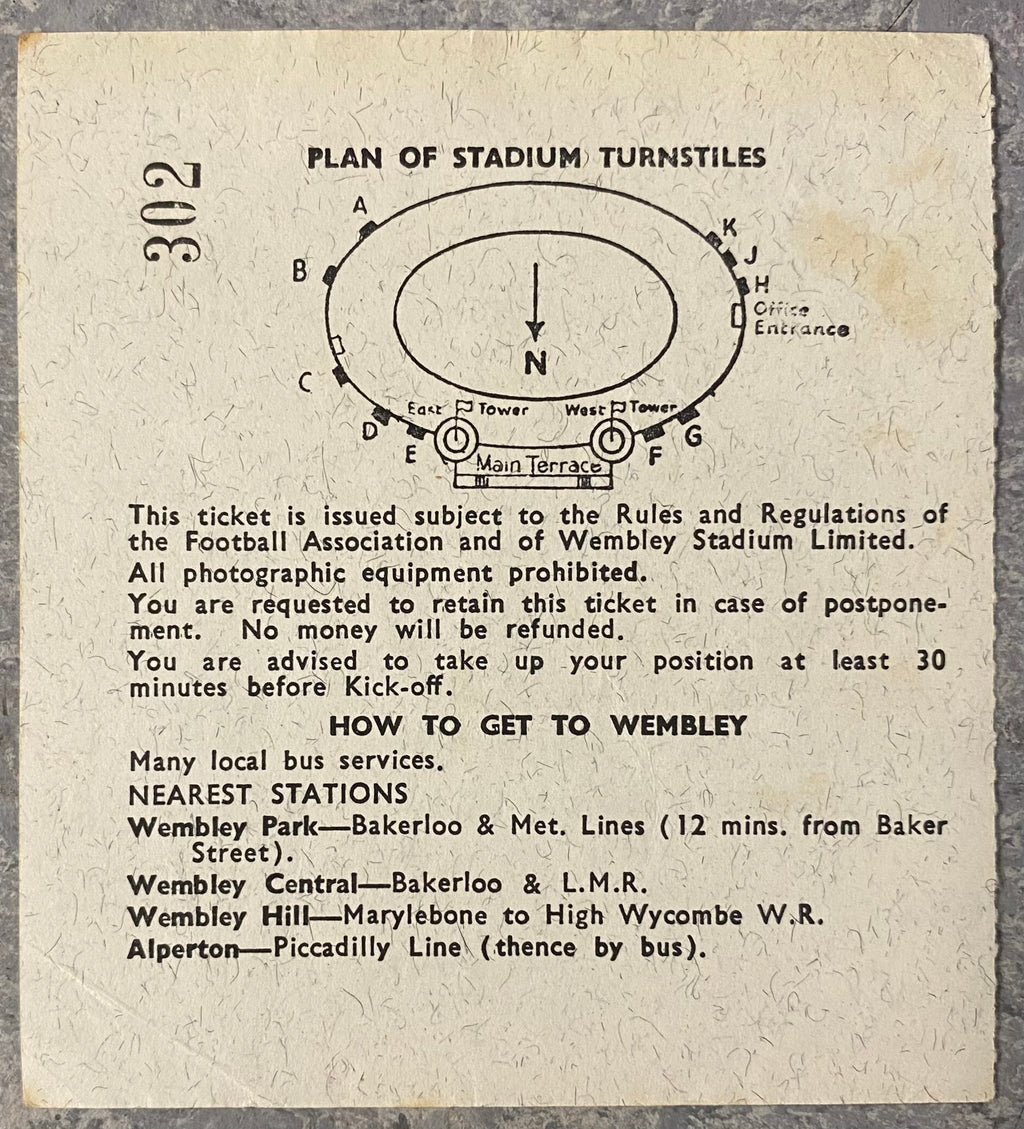 302
PLAN OF STADIUM TURNSTILES
A
K
J
B
H
Office
Entrance
N
C
East Tower
West Tower
D
G
E
F
Main Terrace
This ticket is issued subject to the Rules and Regulations of
the Football Association and of Wembley Stadium Limited.
All photographic equipment prohibited.
You are requested to retain this ticket in case of postpone-
ment. No money will be refunded.
You are advised to take up your position at least 30
minutes before Kick-off.
HOW TO GET TO WEMBLEY
Many local bus services.
NEAREST STATIONS
Wembley Park—Bakerloo & Met. Lines (12 mins. from Baker
Street).
Wembley Central—Bakerloo & L.M.R.
Wembley Hill—Marylebone to High Wycombe W.R.
Alperton—Piccadilly Line (thence by bus).